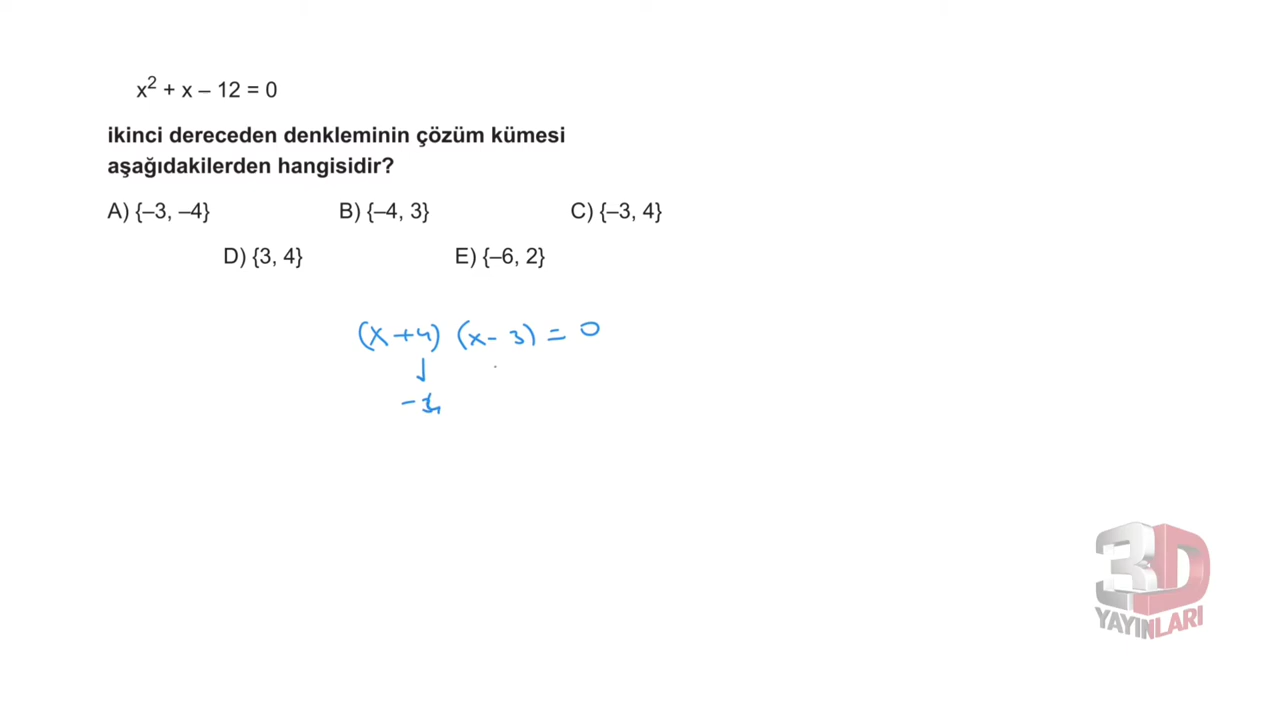 x² + x – 12 = 0
ikinci dereceden denkleminin çözüm kümesi
aşağıdakilerden hangisidir?
A) {–3, –4} B) {–4, 3} C) {–3, 4}
D) {3, 4} E) {–6, 2}
(x + 4) (x - 3) = 0
↓
3D
YAYINLARI